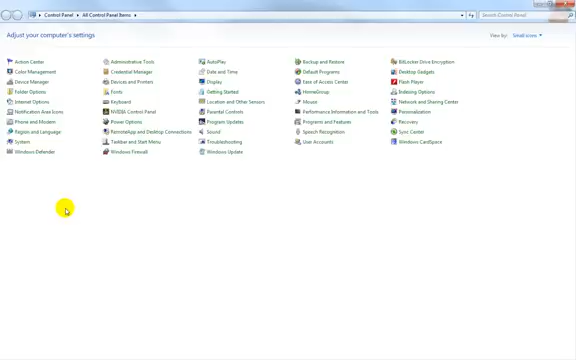 Control Panel ▸ All Control Panel Items ▸
Search Control Panel
Adjust your computer's settings
View by: Small icons
Action Center Administrative Tools AutoPlay Backup and Restore BitLocker Drive Encryption
Color Management Credential Manager Date and Time Default Programs Desktop Gadgets
Device Manager Devices and Printers Display Ease of Access Center Flash Player
Folder Options Fonts Getting Started HomeGroup Indexing Options
Internet Options Keyboard Location and Other Sensors Mouse Network and Sharing Center
Notification Area Icons NVIDIA Control Panel Parental Controls Performance Information and Tools Personalization
Phone and Modem Power Options Program Updates Programs and Features Recovery
Region and Language RemoteApp and Desktop Connections Sound Speech Recognition Sync Center
System Taskbar and Start Menu Troubleshooting User Accounts Windows CardSpace
Windows Defender Windows Firewall Windows Update